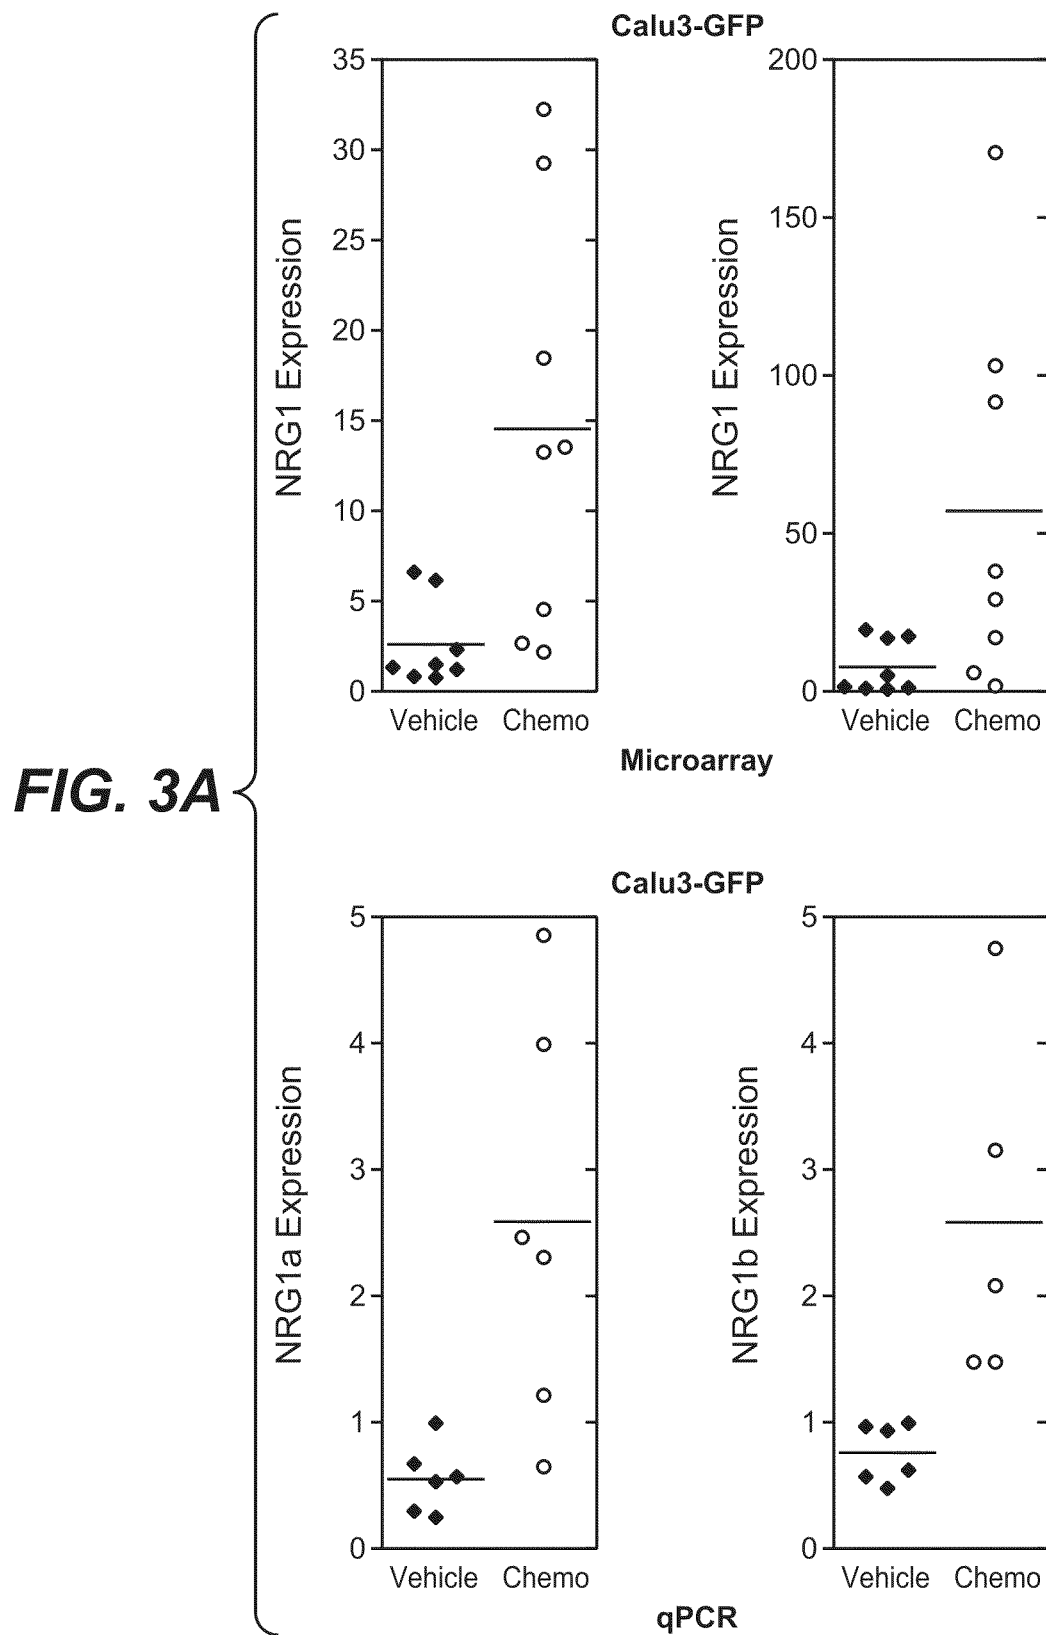 Calu3-GFP
NRG1 Expression
35
30
25
20
15
10
5
0
Vehicle Chemo
NRG1 Expression
200
150
100
50
0
Vehicle Chemo
Microarray
FIG. 3A
Calu3-GFP
NRG1a Expression
5
4
3
2
1
0
Vehicle Chemo
NRG1b Expression
5
4
3
2
1
0
Vehicle Chemo
qPCR